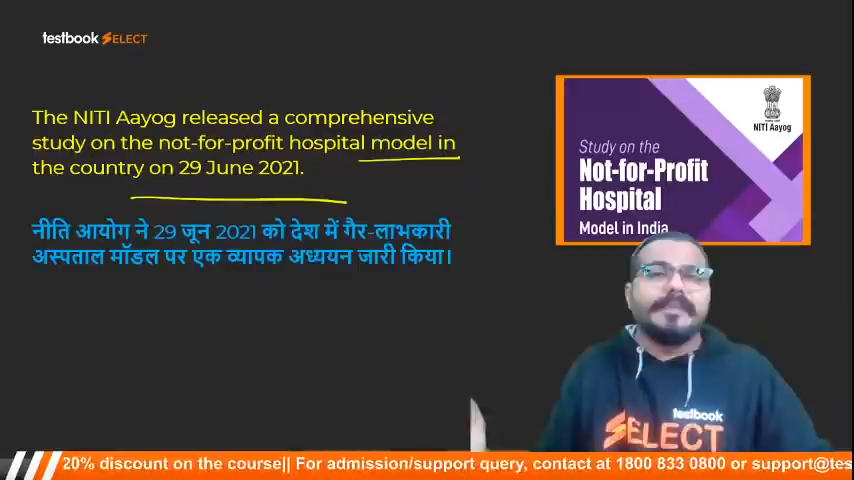 testbook SELECT
The NITI Aayog released a comprehensive
study on the not-for-profit hospital model in
the country on 29 June 2021.
नीति आयोग ने 29 जून 2021 को देश में गैर-लाभकारी
अस्पताल मॉडल पर एक व्यापक अध्ययन जारी किया।
NITI Aayog
Study on the
Not-for-Profit
Hospital
Model in India
testbook
SELECT
20% discount on the course|| For admission/support query, contact at 1800 833 0800 or support@tes